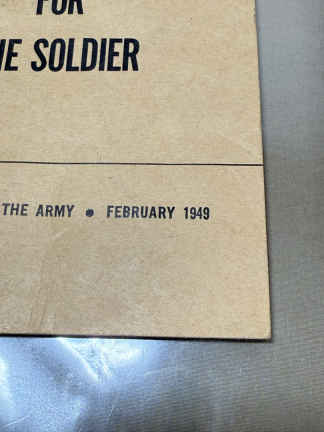 FOR
SOLDIER
THE ARMY ● FEBRUARY 1949